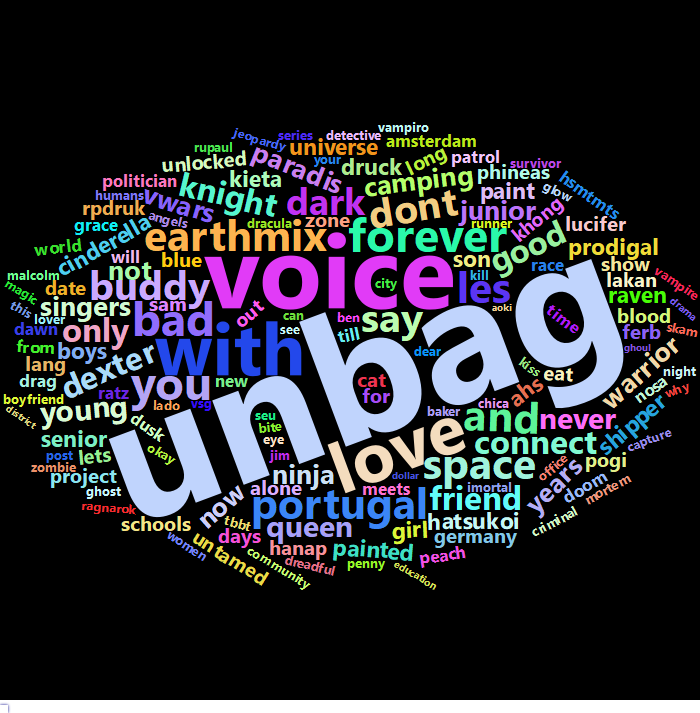 vampiro
jeopardy series detective
rupaul universe amsterdam
unlocked paradis your druck long patrol survivor
politician vwars knight kieta camping phineas glow hsmtmts
humans rpdruk angels dark dont junior paint
grace cinderella dracula zone runner khong lucifer
world will earthmix forever good prodigal
malcolm date not blue voice son race show
magic buddy city les kill lakan vampire
this singers sam out can ben say aoki time raven drama
lover dawn only bad see till blood ferb skam
from boys with dear ghoul
lang dexter you new cat unbag kiss eat warrior night
drag ratz for ahs nosa why
boyfriend young lado vsg seu love baker chica and never shipper
district dusk bite
senior okay eye connect capture
post lets jim space office years pogi
zombie project ninja dollar doom
ghost now alone meets imortal friend mortem
ragnarok portugal
schools tbbt queen girl hatsukoi criminal
untamed days germany
women hanap painted peach
community dreadful penny education